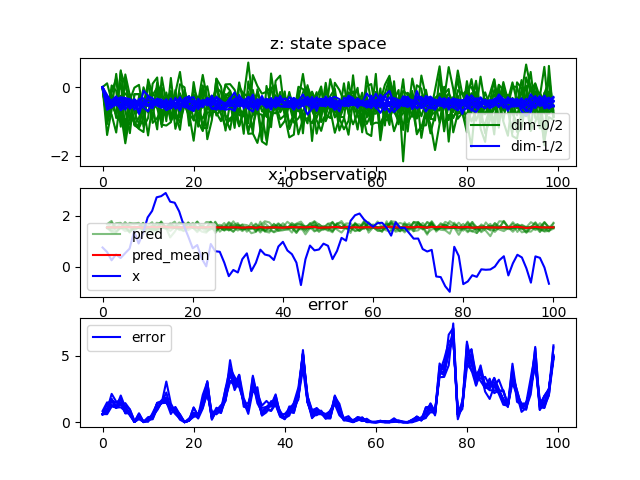 z: state space
0
−2
dim-0/2
dim-1/2
0 20 40 60 80 100
x: observation
2
0
pred
pred_mean
x
0 20 40 60 80 100
error
5
0
error
0 20 40 60 80 100